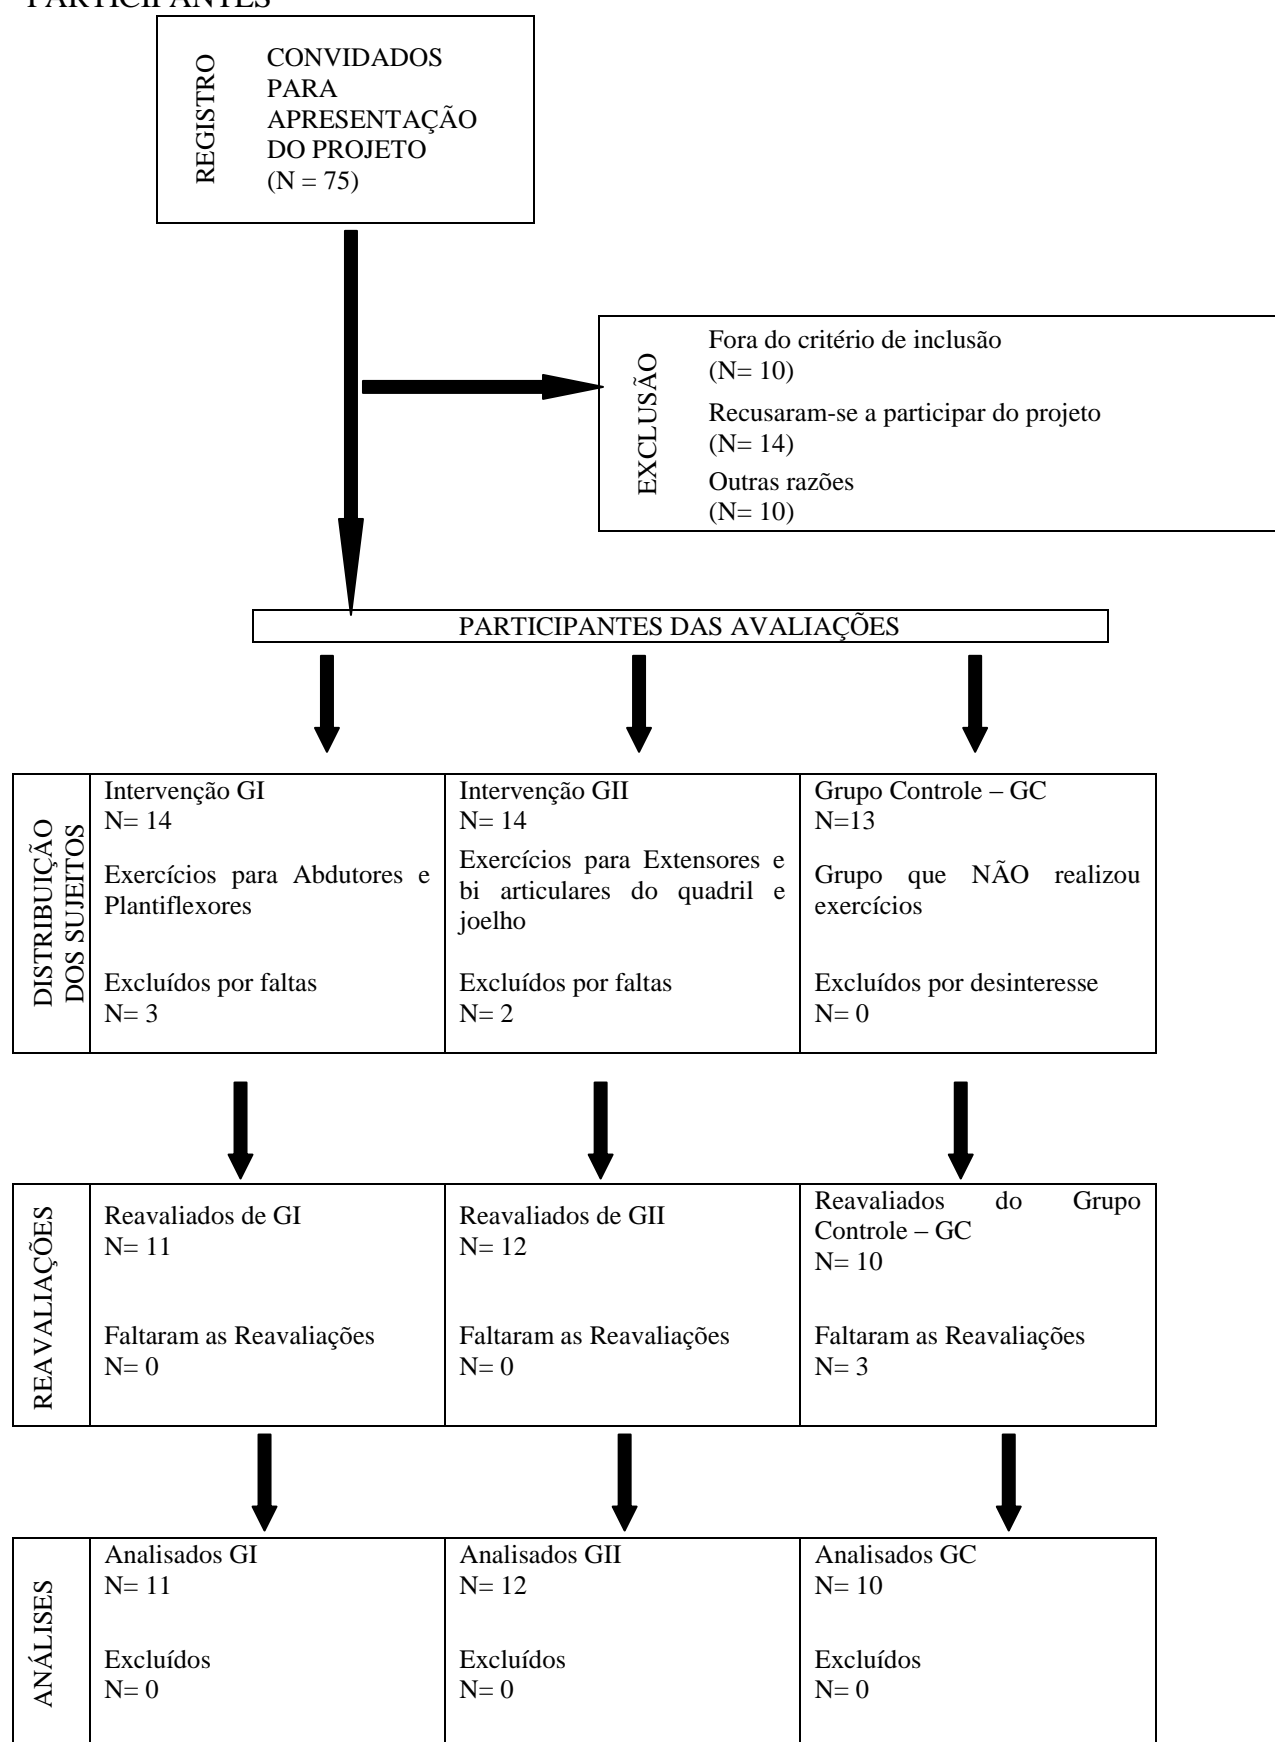 PARTICIPANTES
REGISTRO
CONVIDADOS
PARA
APRESENTAÇÃO
DO PROJETO
(N = 75)
EXCLUSÃO
Fora do critério de inclusão
(N= 10)
Recusaram-se a participar do projeto
(N= 14)
Outras razões
(N= 10)
PARTICIPANTES DAS AVALIAÇÕES
DISTRIBUIÇÃO
DOS SUJEITOS
Intervenção GI
N= 14
Exercícios para Abdutores e
Plantiflexores
Excluídos por faltas
N= 3
Intervenção GII
N= 14
Exercícios para Extensores e
bi articulares do quadril e
joelho
Excluídos por faltas
N= 2
Grupo Controle – GC
N=13
Grupo que NÃO realizou
exercícios
Excluídos por desinteresse
N= 0
REAVALIAÇÕES
Reavaliados de GI
N= 11
Faltaram as Reavaliações
N= 0
Reavaliados de GII
N= 12
Faltaram as Reavaliações
N= 0
Reavaliados do Grupo
Controle – GC
N= 10
Faltaram as Reavaliações
N= 3
ANÁLISES
Analisados GI
N= 11
Excluídos
N= 0
Analisados GII
N= 12
Excluídos
N= 0
Analisados GC
N= 10
Excluídos
N= 0